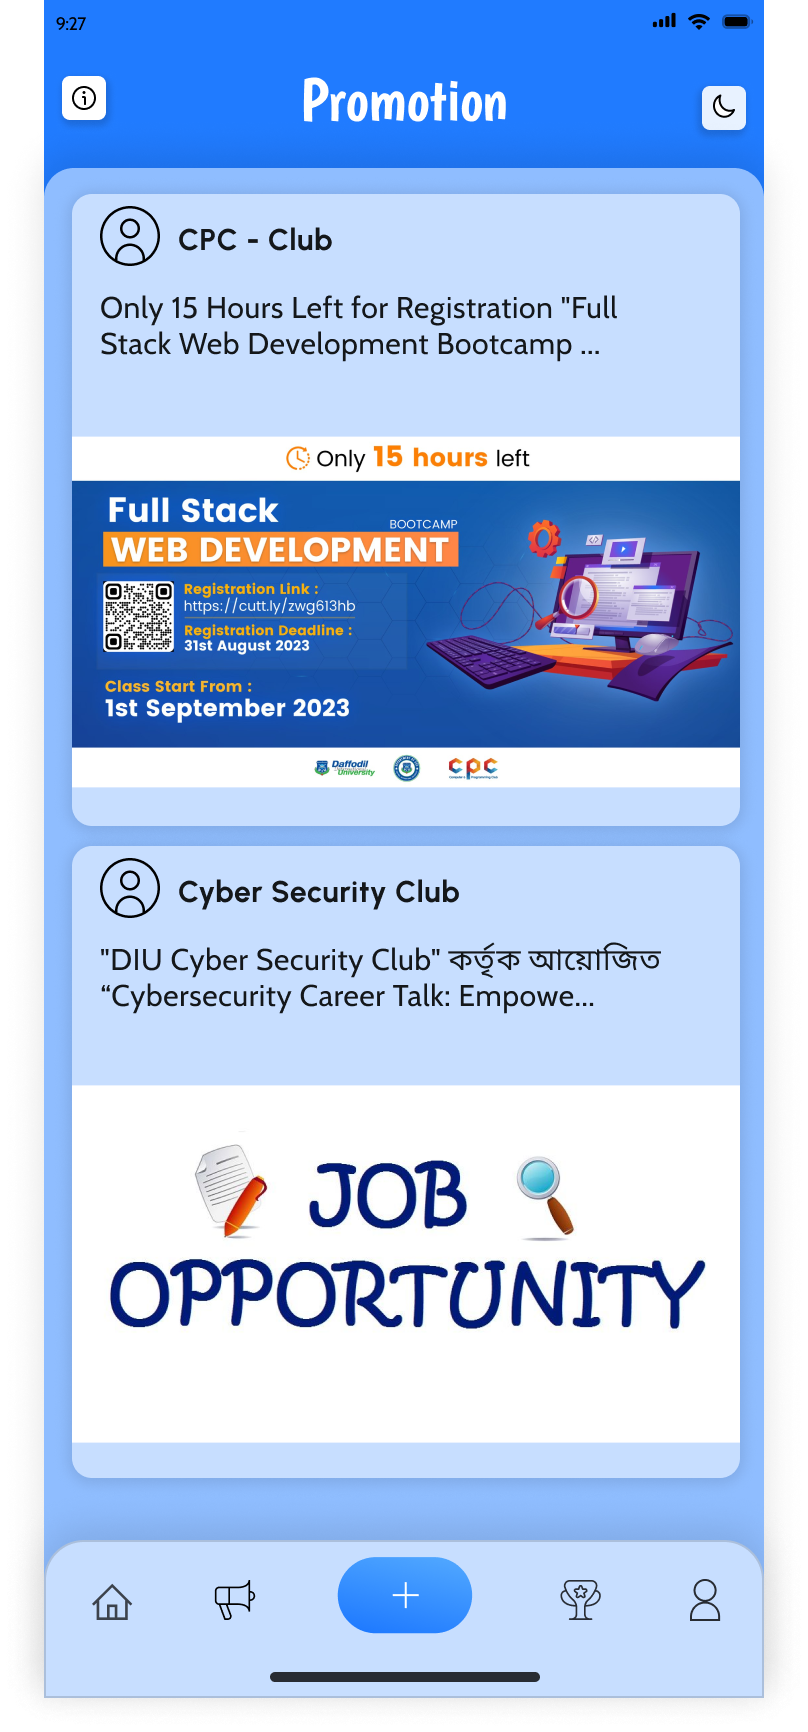 9:27
Promotion
CPC - Club
Only 15 Hours Left for Registration "Full
Stack Web Development Bootcamp ...
Only 15 hours left
Full Stack
BOOTCAMP
WEB DEVELOPMENT
Registration Link :
https://cutt.ly/zwg613hb
Registration Deadline :
31st August 2023
Class Start From :
1st September 2023
Daffodil
University
cpc
Cyber Security Club
"DIU Cyber Security Club" কর্তৃক আয়োজিত
“Cybersecurity Career Talk: Empowe...
JOB
OPPORTUNITY